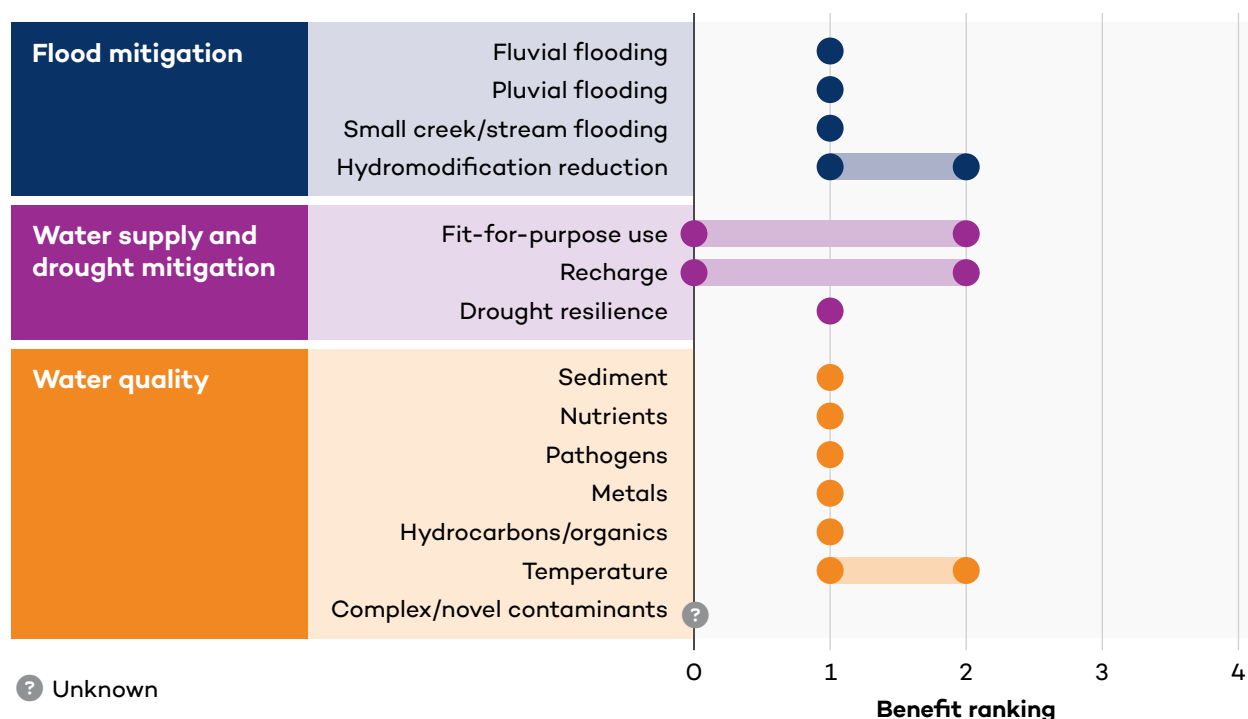 Flood mitigation
Fluvial flooding
Pluvial flooding
Small creek/stream flooding
Hydromodification reduction
Water supply and
drought mitigation
Fit-for-purpose use
Recharge
Drought resilience
Water quality
Sediment
Nutrients
Pathogens
Metals
Hydrocarbons/organics
Temperature
Complex/novel contaminants ?
? Unknown
0 1 2 3 4
Benefit ranking